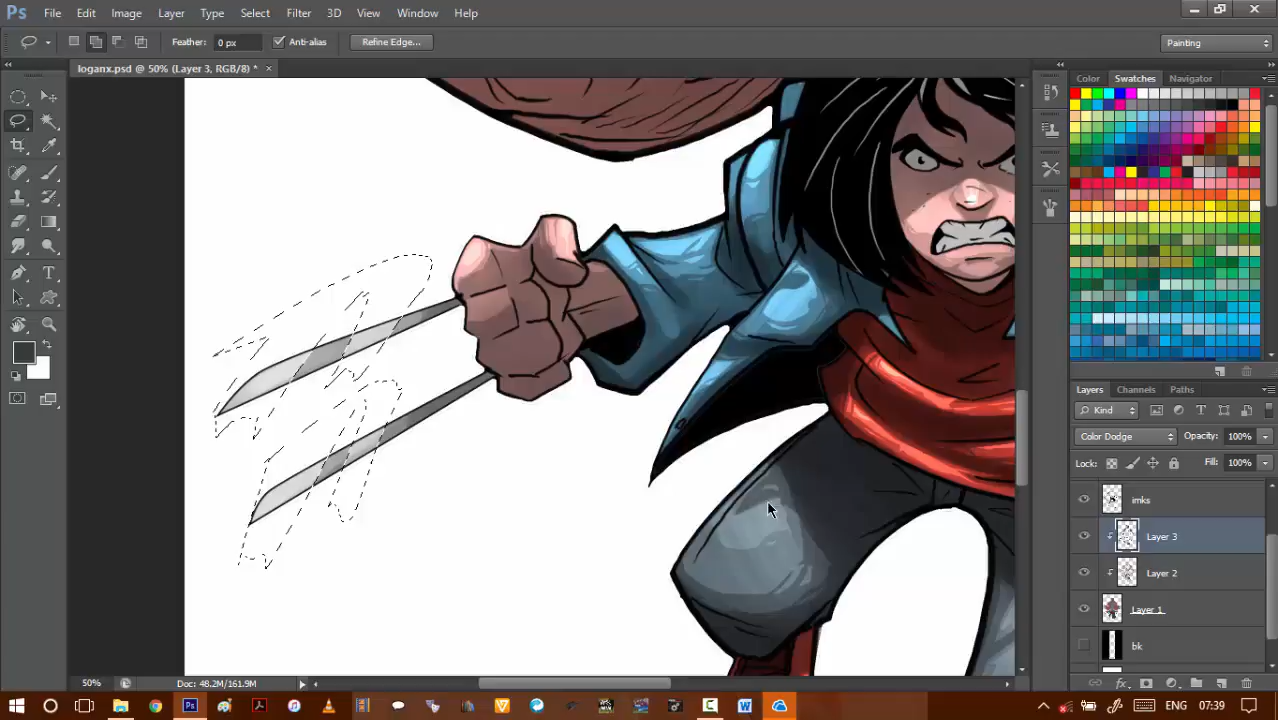 Ps File Edit Image Layer Type Select Filter 3D View Window Help
Feather: 0 px Anti-alias Refine Edge... Painting
loganx.psd @ 50% (Layer 3, RGB/8) * ×
Color Swatches Navigator
Layers Channels Paths
Kind
Color Dodge Opacity: 100%
Lock: Fill: 100%
imks
Layer 3
Layer 2
Layer 1
bk
50% Doc: 48.2M/161.9M
ENG 07:39